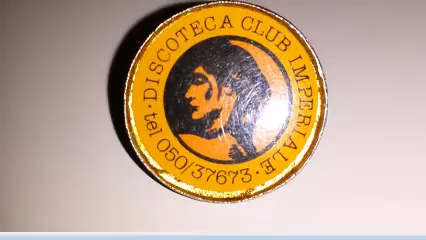 · DISCOTECA CLUB IMPERIALE ·
tel 050/37673